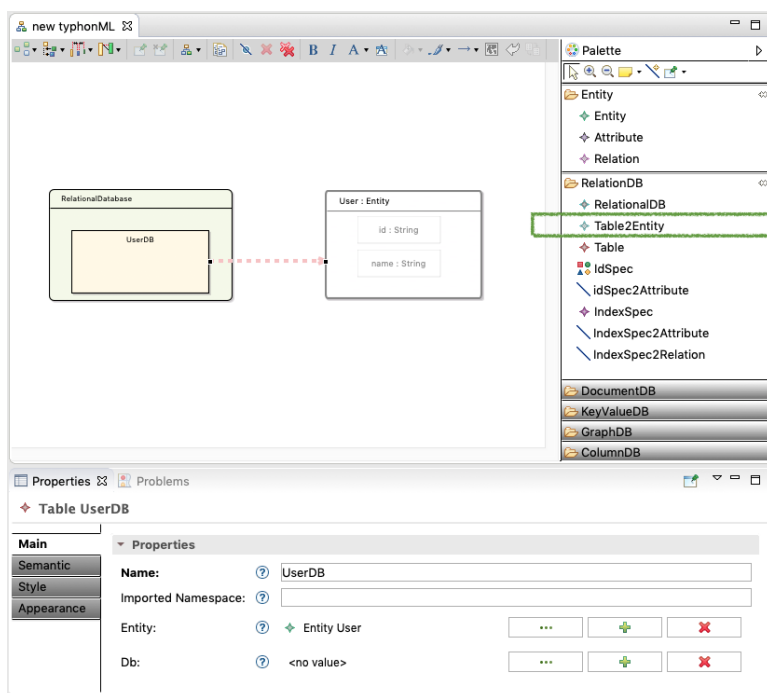 new typhonML
B I A
Palette
Entity
Entity
Attribute
Relation
RelationDB
RelationalDB
Table2Entity
Table
IdSpec
idSpec2Attribute
IndexSpec
IndexSpec2Attribute
IndexSpec2Relation
DocumentDB
KeyValueDB
GraphDB
ColumnDB
RelationalDatabase
UserDB
User : Entity
id : String
name : String
Properties
Problems
Table UserDB
Main
Semantic
Style
Appearance
Properties
Name: ? UserDB
Imported Namespace: ?
Entity: ? Entity User
Db: ? <no value>